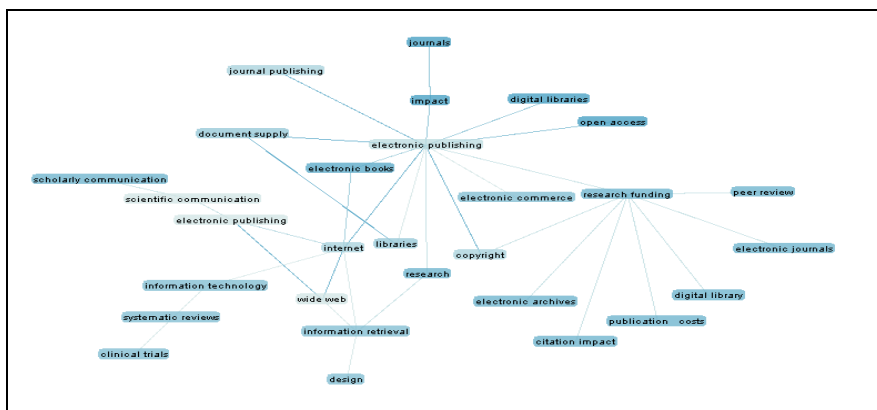 journals
journal publishing
impact
digital libraries
open access
document supply
electronic publishing
electronic books
scholarly communication
scientific communication
electronic commerce
research funding
peer review
electronic publishing
internet
libraries
copyright
electronic journals
research
information technology
wide web
electronic archives
digital library
systematic reviews
information retrieval
publication costs
citation impact
clinical trials
design